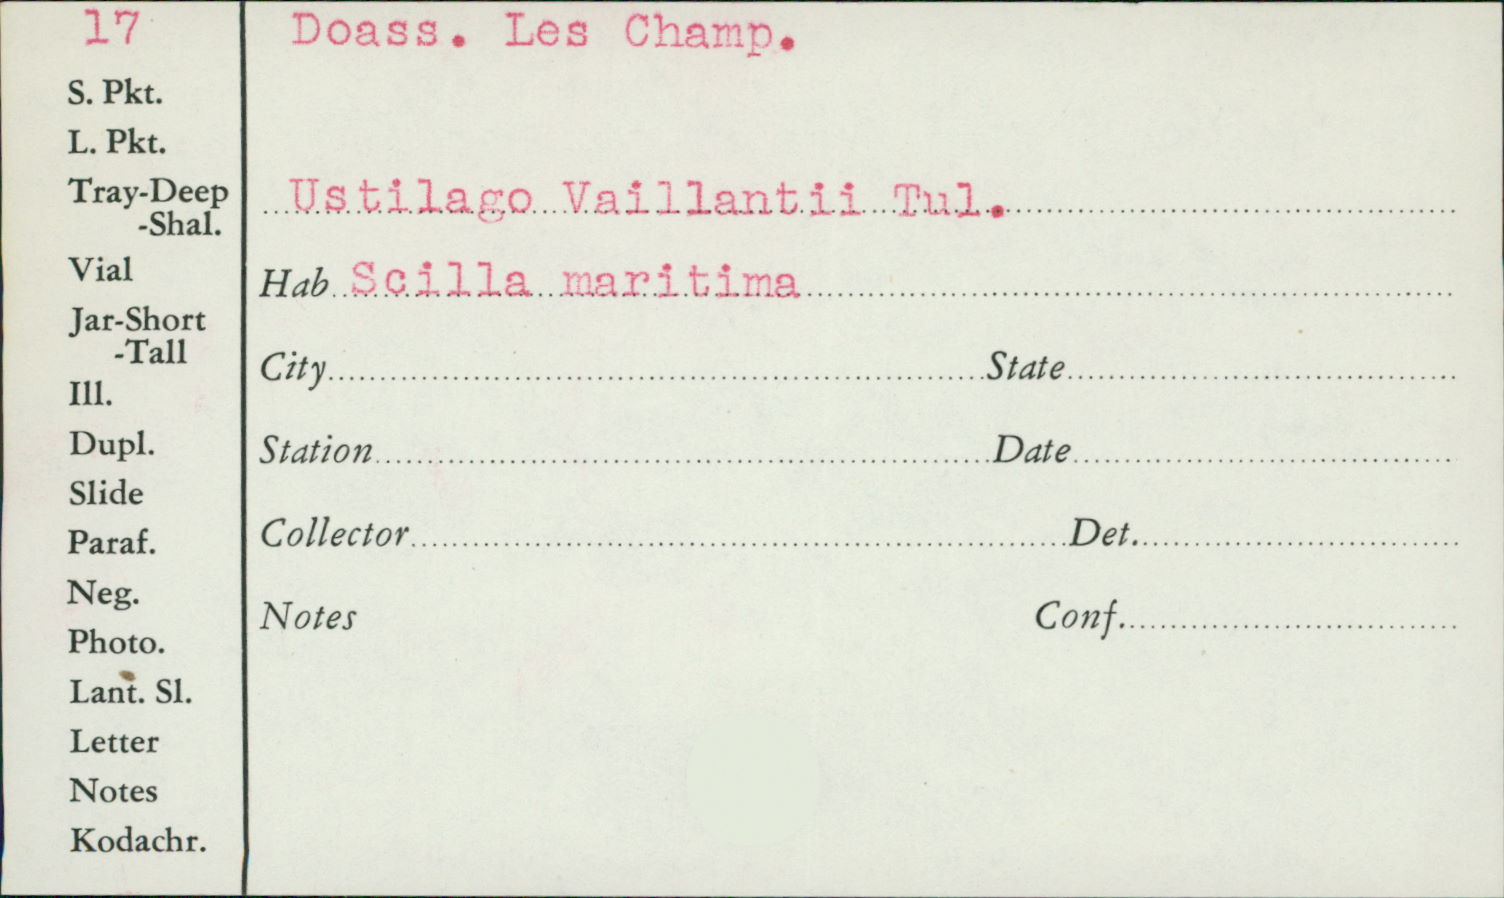 17
Doass. Les Champ.
S. Pkt.
L. Pkt.
Tray-Deep
-Shal.
Vial
Jar-Short
-Tall
Ill.
Dupl.
Slide
Paraf.
Neg.
Photo.
Lant. Sl.
Letter
Notes
Kodachr.
Ustilago Vaillantii Tul.
Hab Scilla maritima
City State
Station Date
Collector Det.
Notes Conf.